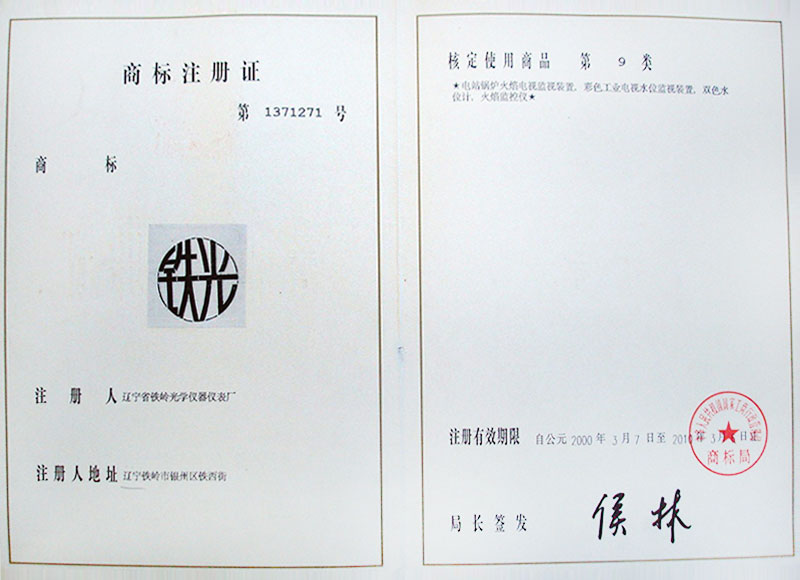 商标注册证
第 1371271 号
商 标
铁光
注 册 人 辽宁省铁岭光学仪器仪表厂
注册人地址 辽宁铁岭市银州区铁西街
核定使用商品 第 9 类
★电站锅炉火焰电视监视装置, 彩色工业电视水位监视装置, 双色水
位计, 火焰监控仪★
注册有效期限 自公元 2000 年 3 月 7 日至 2010 年 3 月 日止
商标局
局长签发 侯林